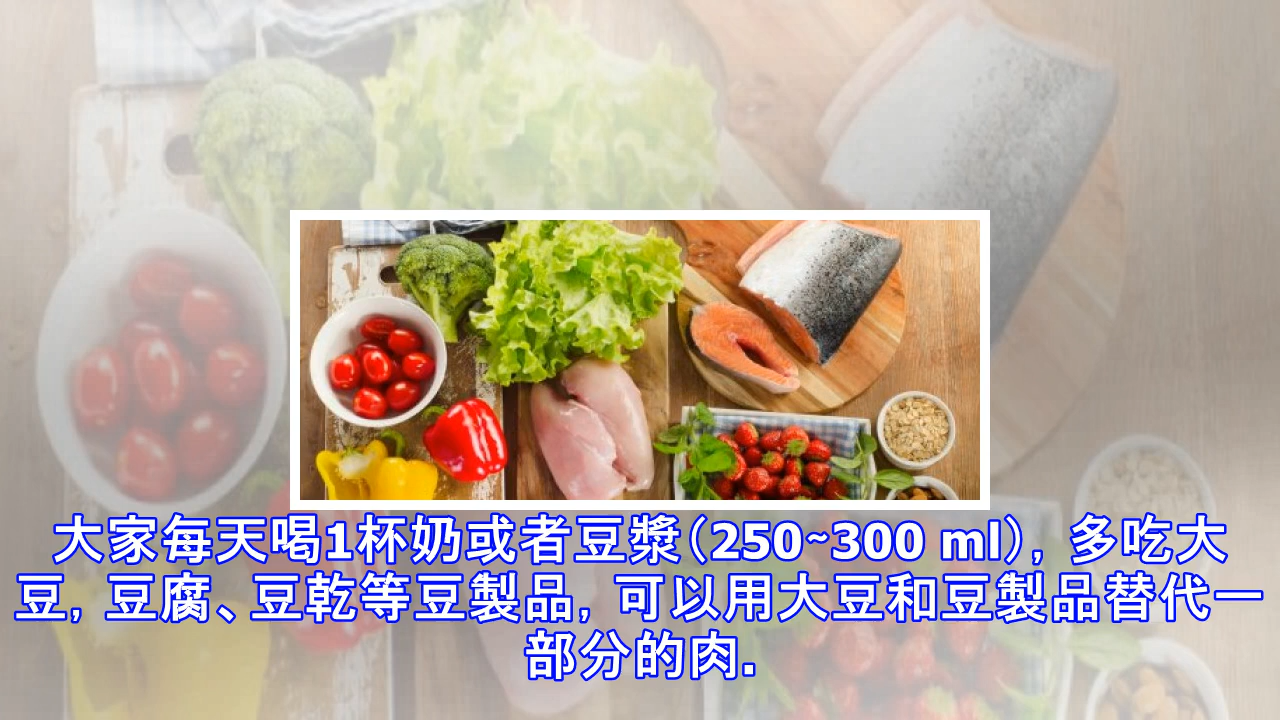 大家每天喝1杯奶或者豆漿(250~300 ml), 多吃大
豆, 豆腐、豆乾等豆製品, 可以用大豆和豆製品替代一
部分的肉.